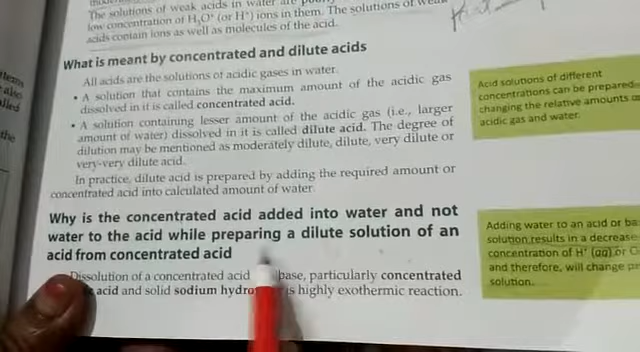 The solutions of weak acids in water are
low concentration of H₃O⁺ (or H⁺) ions in them. The solutions of weak
acids contain ions as well as molecules of the acid.
What is meant by concentrated and dilute acids
All acids are the solutions of acidic gases in water.
• A solution that contains the maximum amount of the acidic gas
dissolved in it is called concentrated acid.
• A solution containing lesser amount of the acidic gas (i.e., larger
amount of water) dissolved in it is called dilute acid. The degree of
dilution may be mentioned as moderately dilute, dilute, very dilute or
very-very dilute acid.
In practice, dilute acid is prepared by adding the required amount or
concentrated acid into calculated amount of water.
Why is the concentrated acid added into water and not
water to the acid while preparing a dilute solution of an
acid from concentrated acid
Dissolution of a concentrated acid base, particularly concentrated
acid and solid sodium is highly exothermic reaction.
Acid solutions of different
concentrations can be prepared
changing the relative amounts
acidic gas and water.
Adding water to an acid or ba
solution results in a decrease
concentration of H⁺ (aq) or
and therefore, will change
solution.
the